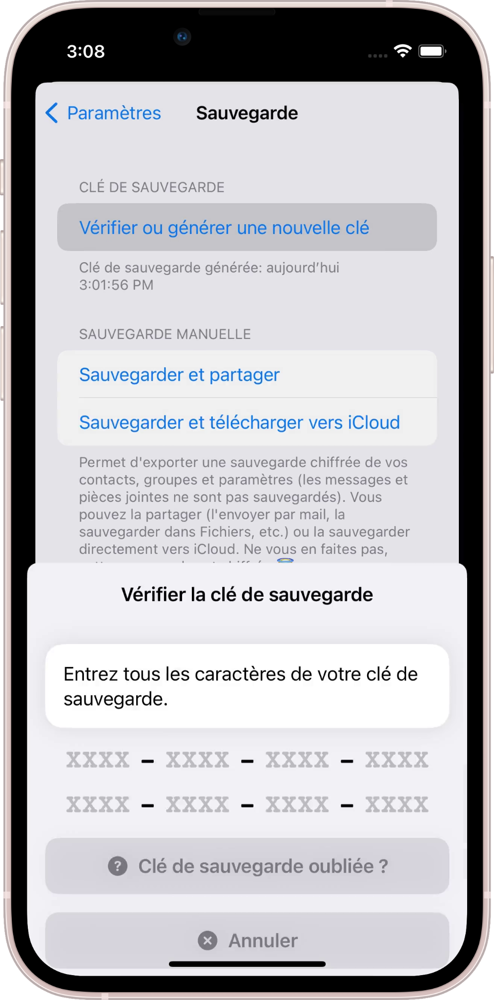 3:08
Paramètres
Sauvegarde
CLÉ DE SAUVEGARDE
Vérifier ou générer une nouvelle clé
Clé de sauvegarde générée: aujourd’hui
3:01:56 PM
SAUVEGARDE MANUELLE
Sauvegarder et partager
Sauvegarder et télécharger vers iCloud
Permet d'exporter une sauvegarde chiffrée de vos
contacts, groupes et paramètres (les messages et
pièces jointes ne sont pas sauvegardés). Vous
pouvez la partager (l'envoyer par mail, la
sauvegarder dans Fichiers, etc.) ou la sauvegarder
directement vers iCloud. Ne vous en faites pas,
Vérifier la clé de sauvegarde
Entrez tous les caractères de votre clé de
sauvegarde.
XXXX - XXXX - XXXX - XXXX
XXXX - XXXX - XXXX - XXXX
Clé de sauvegarde oubliée ?
Annuler